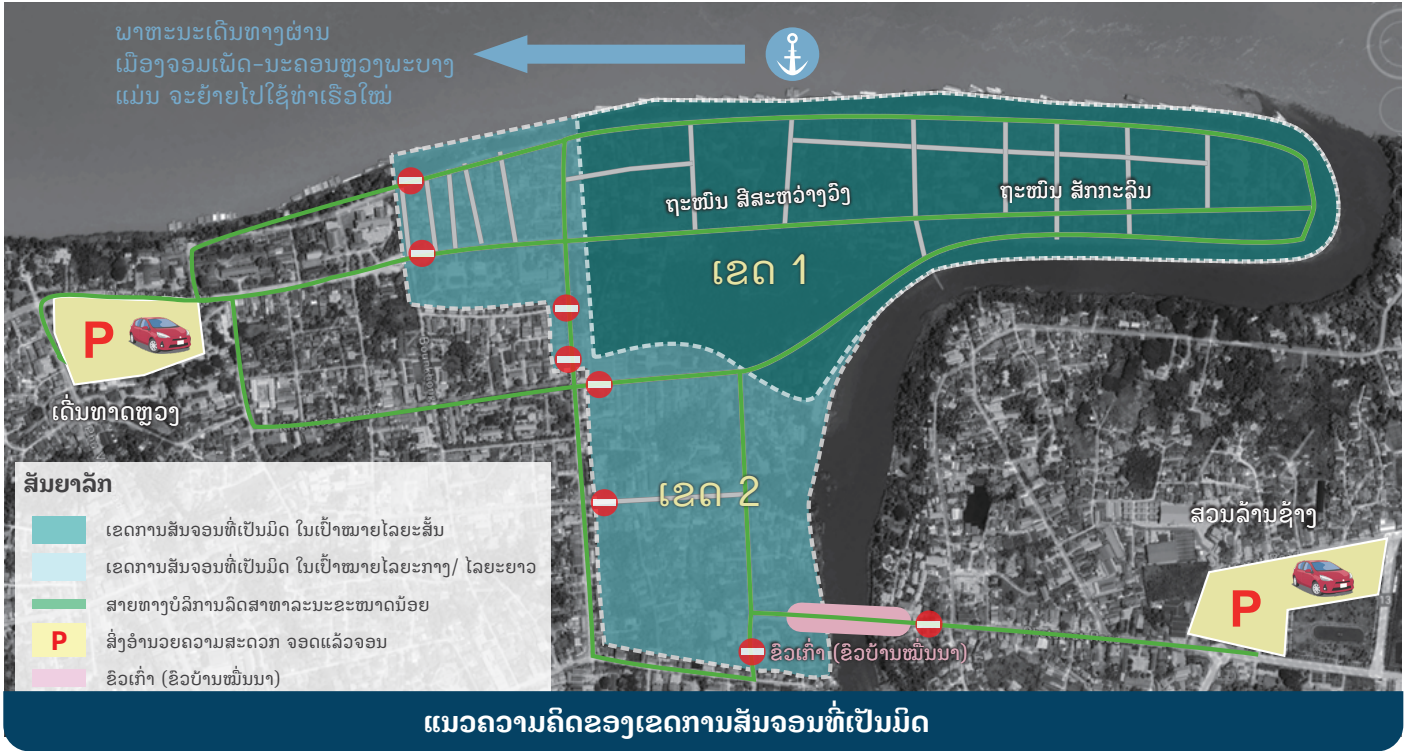 ພາຫະນະເດີນທາງຜ່ານ
ເມືອງຈອມເພັດ-ນະຄອນຫຼວງພະບາງ
ແມ່ນ ຈະຍ້າຍໄປໃຊ້ທ່າເຮືອໃໝ່
ຖະໜົນ ສີສະຫວ່າງວົງ
ຖະໜົນ ສັກກະລິນ
ເຂດ 1
P
ເດີ່ນທາດຫຼວງ
ເຂດ 2
ສວນລ້ານຊ້າງ
P
ຂົວເກົ່າ (ຂົວບ້ານໝື່ນນາ)
ສັນຍາລັກ
ເຂດການສັນຈອນທີ່ເປັນມິດ ໃນເປົ້າໝາຍໄລຍະສັ້ນ
ເຂດການສັນຈອນທີ່ເປັນມິດ ໃນເປົ້າໝາຍໄລຍະກາງ/ ໄລຍະຍາວ
ສາຍທາງບໍລິການລົດສາທາລະນະຂະໜາດນ້ອຍ
P ສິ່ງອຳນວຍຄວາມສະດວກ ຈອດແລ້ວຈອນ
ຂົວເກົ່າ (ຂົວບ້ານໝື່ນນາ)
ແນວຄວາມຄິດຂອງເຂດການສັນຈອນທີ່ເປັນມິດ